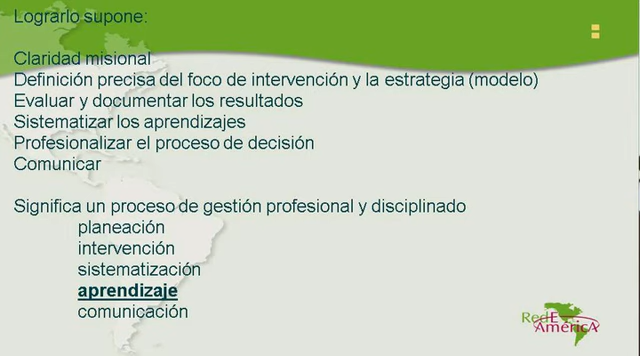 Lograrlo supone:
Claridad misional
Definición precisa del foco de intervención y la estrategia (modelo)
Evaluar y documentar los resultados
Sistematizar los aprendizajes
Profesionalizar el proceso de decisión
Comunicar
Significa un proceso de gestión profesional y disciplinado
planeación
intervención
sistematización
aprendizaje
comunicación
RedE
AméricA